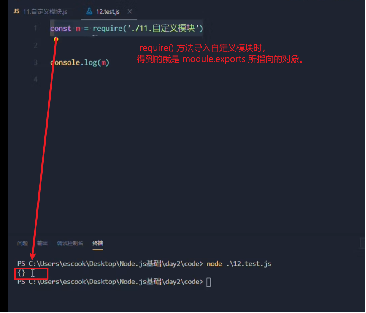 JS 11.自定义模块.js
12.test.js
const m = require('./11.自定义模块')
console.log(m)
require() 方法导入自定义模块时,
得到的就是 module.exports 所指向的对象。
问题 输出 调试控制台 终端
PS C:\Users\escook\Desktop\Node.js基础\day2\code> node .\12.test.js
{}
PS C:\Users\escook\Desktop\Node.js基础\day2\code>